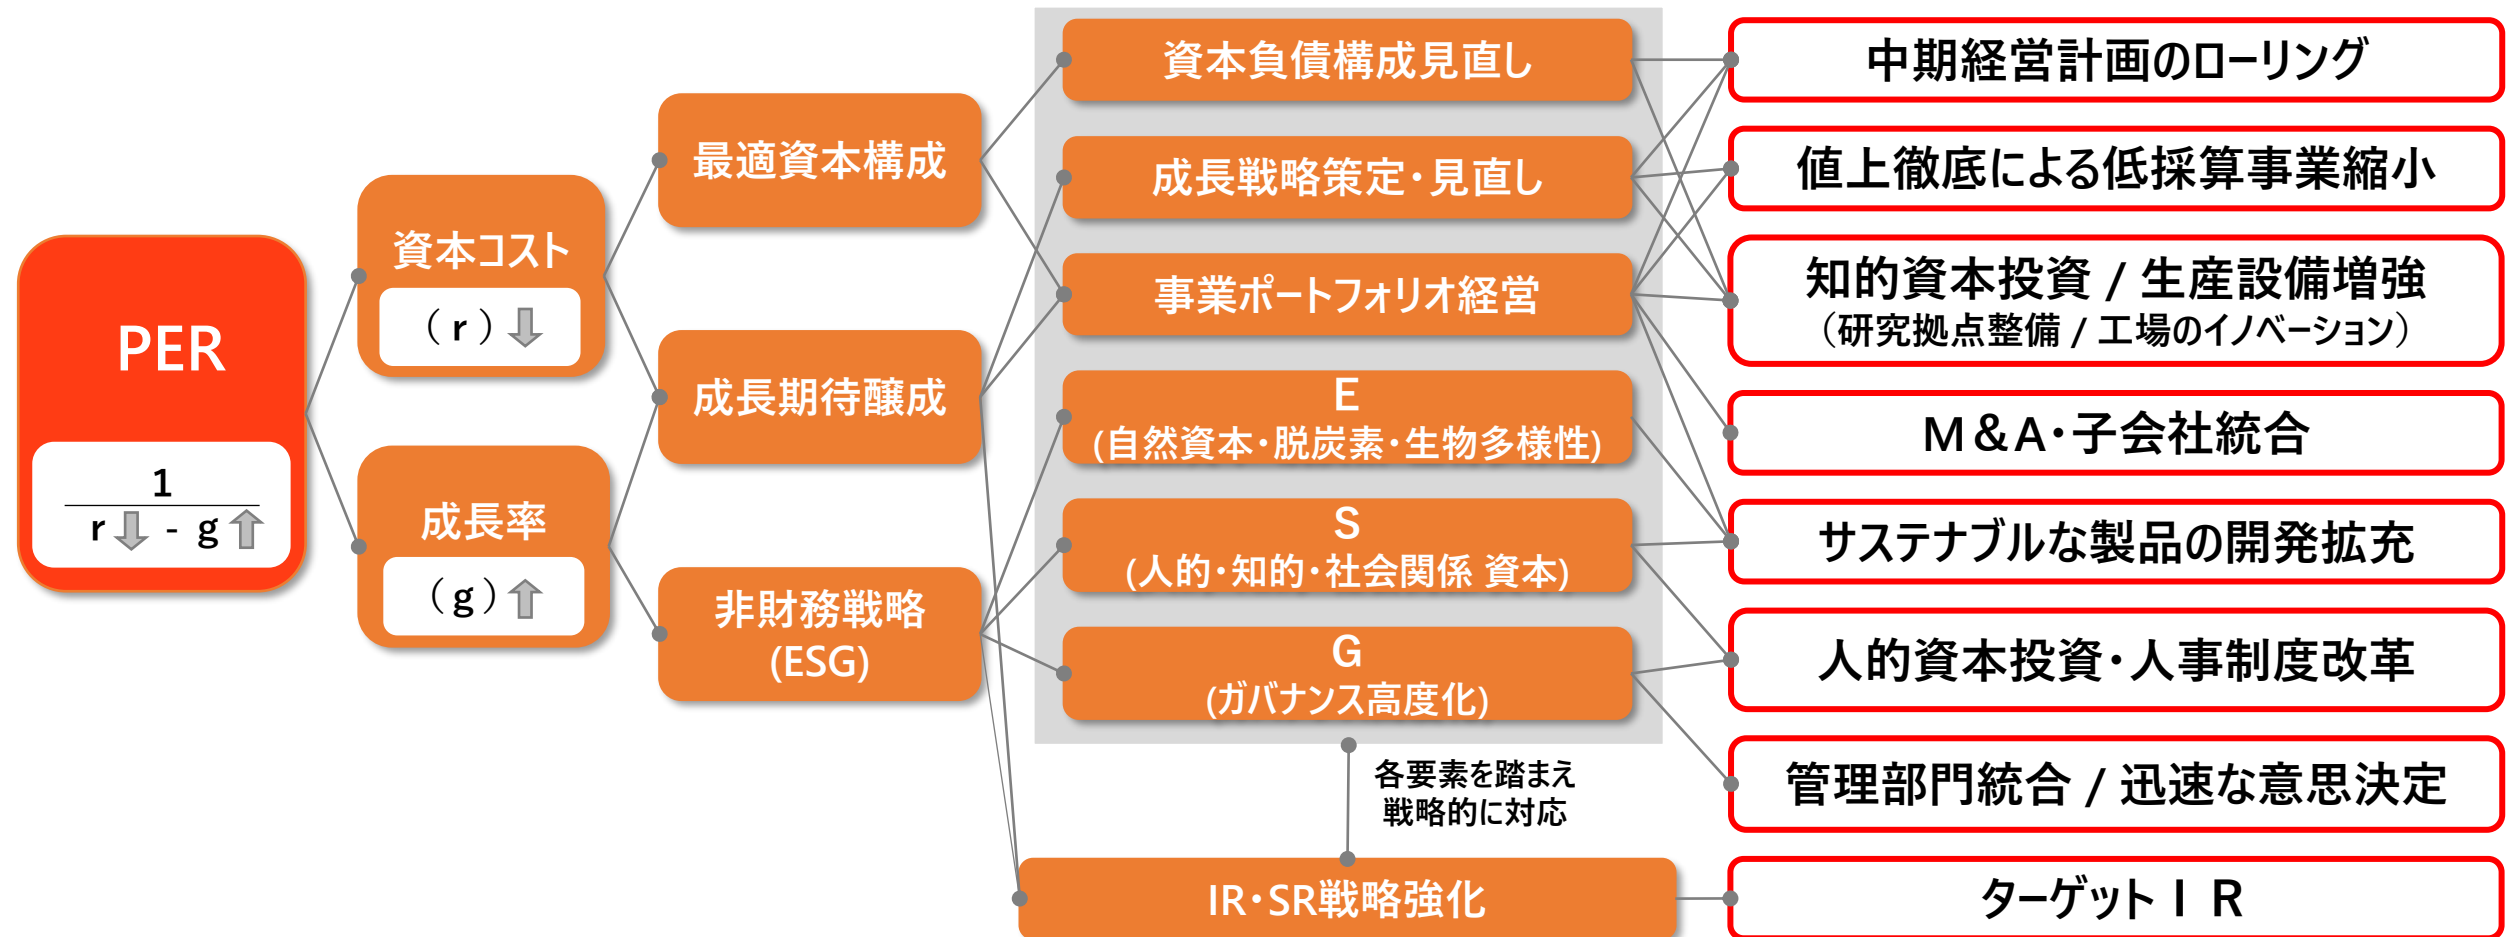 PER
1
r - g
資本コスト
（ r ）
成長率
（ g ）
最適資本構成
成長期待醸成
非財務戦略
(ESG)
資本負債構成見直し
成長戦略策定・見直し
事業ポートフォリオ経営
E
(自然資本・脱炭素・生物多様性)
S
(人的・知的・社会関係 資本)
G
(ガバナンス高度化)
各要素を踏まえ
戦略的に対応
IR・SR戦略強化
中期経営計画のローリング
値上徹底による低採算事業縮小
知的資本投資 / 生産設備増強
（研究拠点整備 / 工場のイノベーション）
Ｍ＆A・子会社統合
サステナブルな製品の開発拡充
人的資本投資・人事制度改革
管理部門統合 / 迅速な意思決定
ターゲットＩＲ